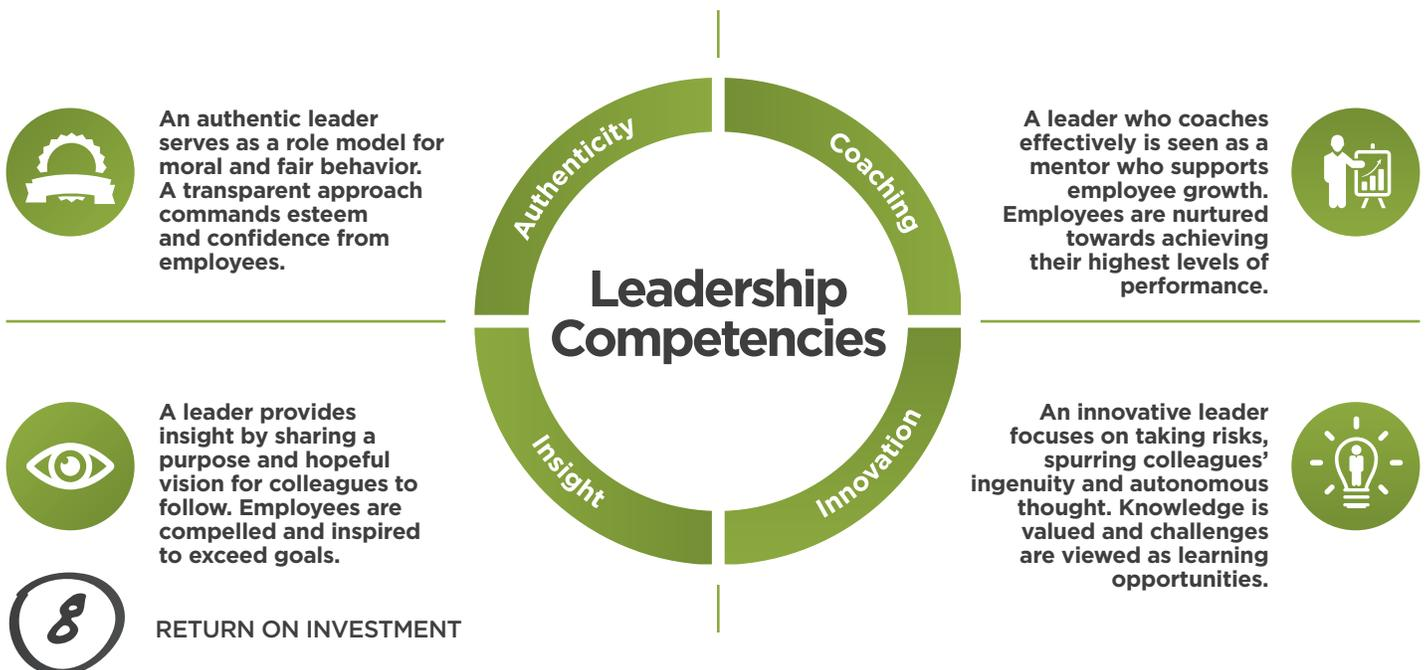 An authentic leader
serves as a role model for
moral and fair behavior.
A transparent approach
commands esteem
and confidence from
employees.
Authenticity
Coaching
A leader who coaches
effectively is seen as a
mentor who supports
employee growth.
Employees are nurtured
towards achieving
their highest levels of
performance.
Leadership
Competencies
A leader provides
insight by sharing a
purpose and hopeful
vision for colleagues to
follow. Employees are
compelled and inspired
to exceed goals.
Insight
Innovation
An innovative leader
focuses on taking risks,
spurring colleagues’
ingenuity and autonomous
thought. Knowledge is
valued and challenges
are viewed as learning
opportunities.
8
RETURN ON INVESTMENT